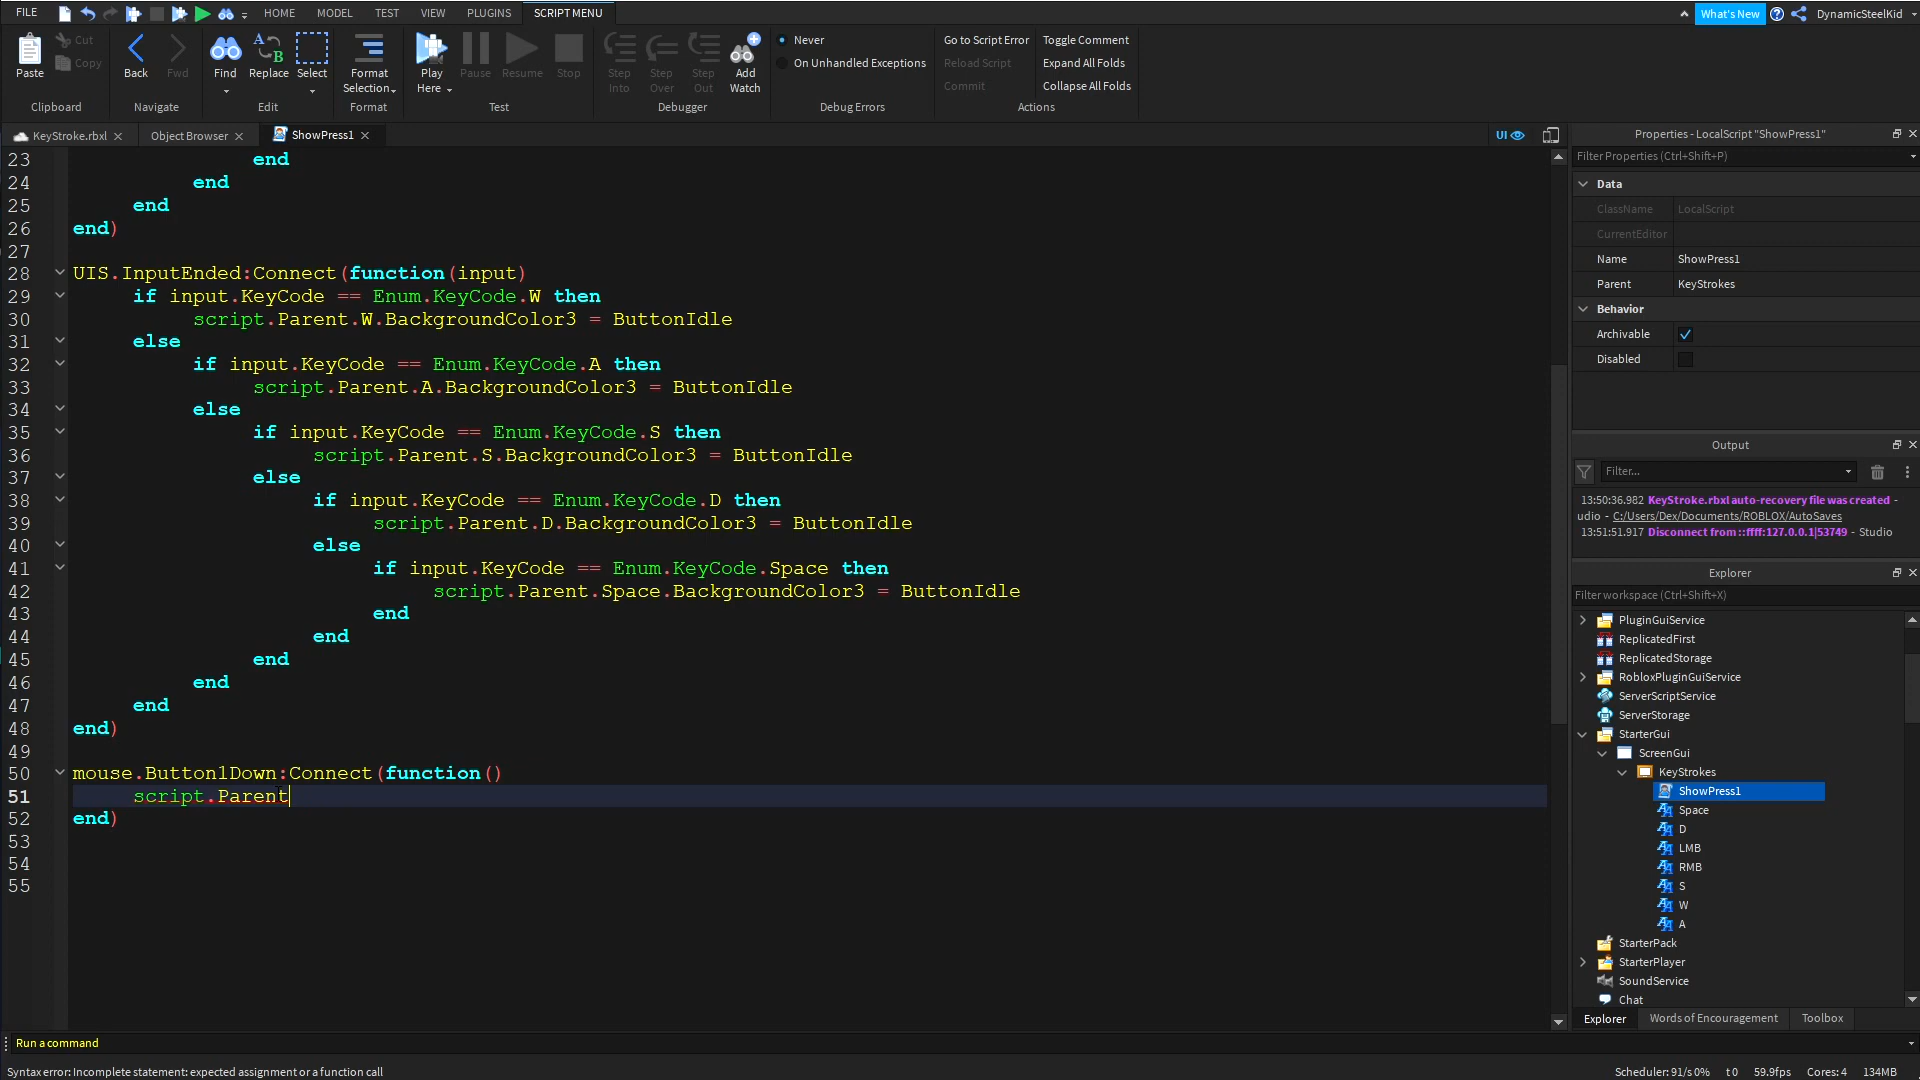 FILE HOME MODEL TEST VIEW PLUGINS SCRIPT MENU What's New DynamicSteelKid
Paste Cut Copy Back Fwd Find Replace Select Format Selection Play Here Pause Resume Stop Step Into Step Over Step Out Add Watch Never On Unhandled Exceptions Go to Script Error Reload Script Commit Toggle Comment Expand All Folds Collapse All Folds
Clipboard Navigate Edit Format Test Debugger Debug Errors Actions
KeyStroke.rbxl Object Browser ShowPress1 UI
23 end
24 end
25 end
26 end)
27
28 UIS.InputEnded:Connect(function(input)
29 if input.KeyCode == Enum.KeyCode.W then
30 script.Parent.W.BackgroundColor3 = ButtonIdle
31 else
32 if input.KeyCode == Enum.KeyCode.A then
33 script.Parent.A.BackgroundColor3 = ButtonIdle
34 else
35 if input.KeyCode == Enum.KeyCode.S then
36 script.Parent.S.BackgroundColor3 = ButtonIdle
37 else
38 if input.KeyCode == Enum.KeyCode.D then
39 script.Parent.D.BackgroundColor3 = ButtonIdle
40 else
41 if input.KeyCode == Enum.KeyCode.Space then
42 script.Parent.Space.BackgroundColor3 = ButtonIdle
43 end
44 end
45 end
46 end
47 end
48 end)
49
50 mouse.Button1Down:Connect(function()
51 script.Parent
52 end)
53
54
55
Properties - LocalScript "ShowPress1"
Filter Properties (Ctrl+Shift+P)
Data
ClassName LocalScript
CurrentEditor
Name ShowPress1
Parent KeyStrokes
Behavior
Archivable
Disabled
Output
Filter...
13:50:36.982 KeyStroke.rbxl auto-recovery file was created -
udio - C:/Users/Dex/Documents/ROBLOX/AutoSaves
13:51:51.917 Disconnect from ::ffff:127.0.0.1|53749 - Studio
Explorer
Filter workspace (Ctrl+Shift+X)
PluginGuiService
ReplicatedFirst
ReplicatedStorage
RobloxPluginGuiService
ServerScriptService
ServerStorage
StarterGui
ScreenGui
KeyStrokes
ShowPress1
Space
D
LMB
RMB
S
W
A
StarterPack
StarterPlayer
SoundService
Chat
Explorer Words of Encouragement Toolbox
Run a command
Syntax error: Incomplete statement: expected assignment or a function call
Scheduler: 91/s 0% t 0 59.9fps Cores: 4 134MB